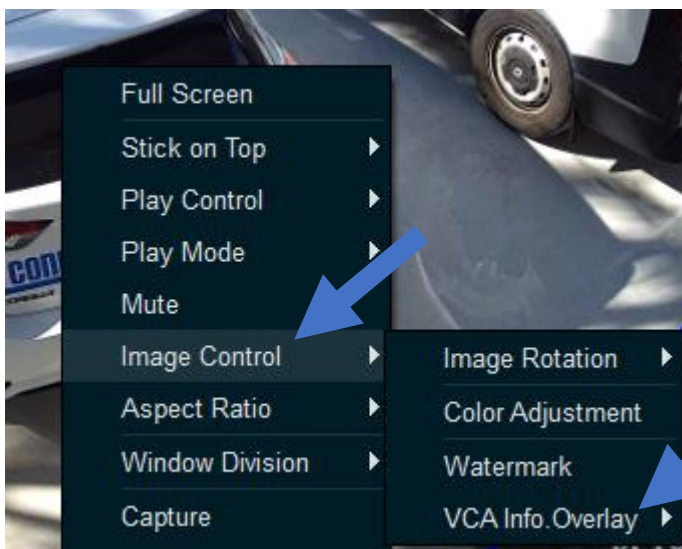 Full Screen
Stick on Top
Play Control
Play Mode
Mute
Image Control
Aspect Ratio
Window Division
Capture
Image Rotation
Color Adjustment
Watermark
VCA Info.Overlay